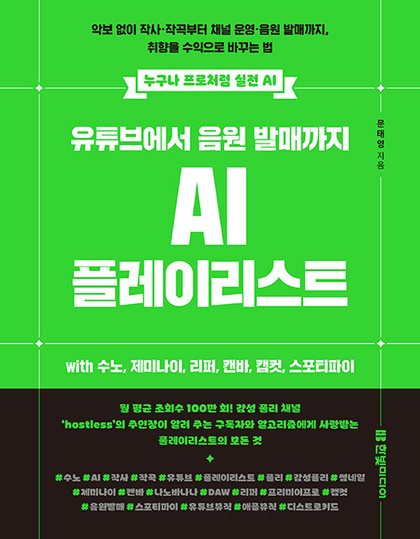 악보 없이 작사·작곡부터 채널 운영·음원 발매까지,
취향을 수익으로 바꾸는 법
누구나 프로처럼 실전 AI
유튜브에서 음원 발매까지
AI
플레이리스트
문태영 지음
with 수노, 제미나이, 리퍼, 캔바, 캡컷, 스포티파이
월 평균 조회수 100만 회! 감성 플리 채널
‘hostless’의 주인장이 알려 주는 구독자와 알고리즘에게 사랑받는
플레이리스트의 모든 것
#수노 #AI #작사 #작곡 #유튜브 #플레이리스트 #플리 #감성플리 #썸네일
#제미나이 #캔바 #나노바나나 #DAW #리퍼 #프리미어프로 #캡컷
#음원발매 #스포티파이 #유튜브뮤직 #애플뮤직 #디스트로키드
한빛미디어